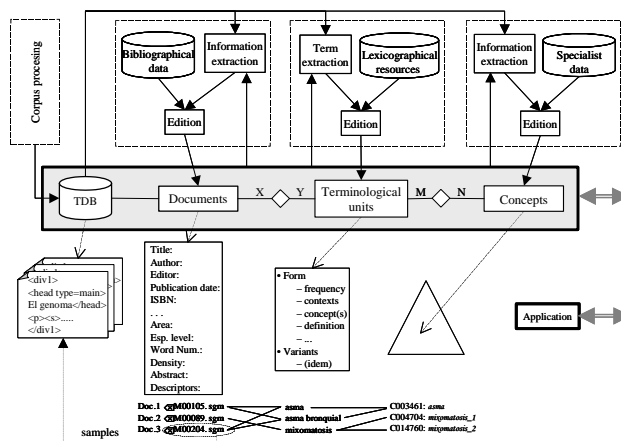 Corpus procesing
Bibliographical
data
Information
extraction
Edition
Term
extraction
Lexicographical
resources
Edition
Information
extraction
Specialist
data
Edition
TDB
Documents
X
Y
Terminological
units
M
N
Concepts
<div1>
<head type=main>
El genoma</head>
<p><s>.....
</div1>
Title:
Author:
Editor:
Publication date:
ISBN:
. . .
Area:
Esp. level:
Word Num.:
Density:
Abstract:
Descriptors:
• Form
– frequency
– contexts
– concept(s)
– definition
– ...
• Variants
– (idem)
Application
samples
Doc.1 M00105. sgm asma C003461: asma
Doc.2 M00089. sgm asma bronquial C004704: mixomatosis_1
Doc.3 M00204. sgm mixomatosis C014760: mixomatosis_2